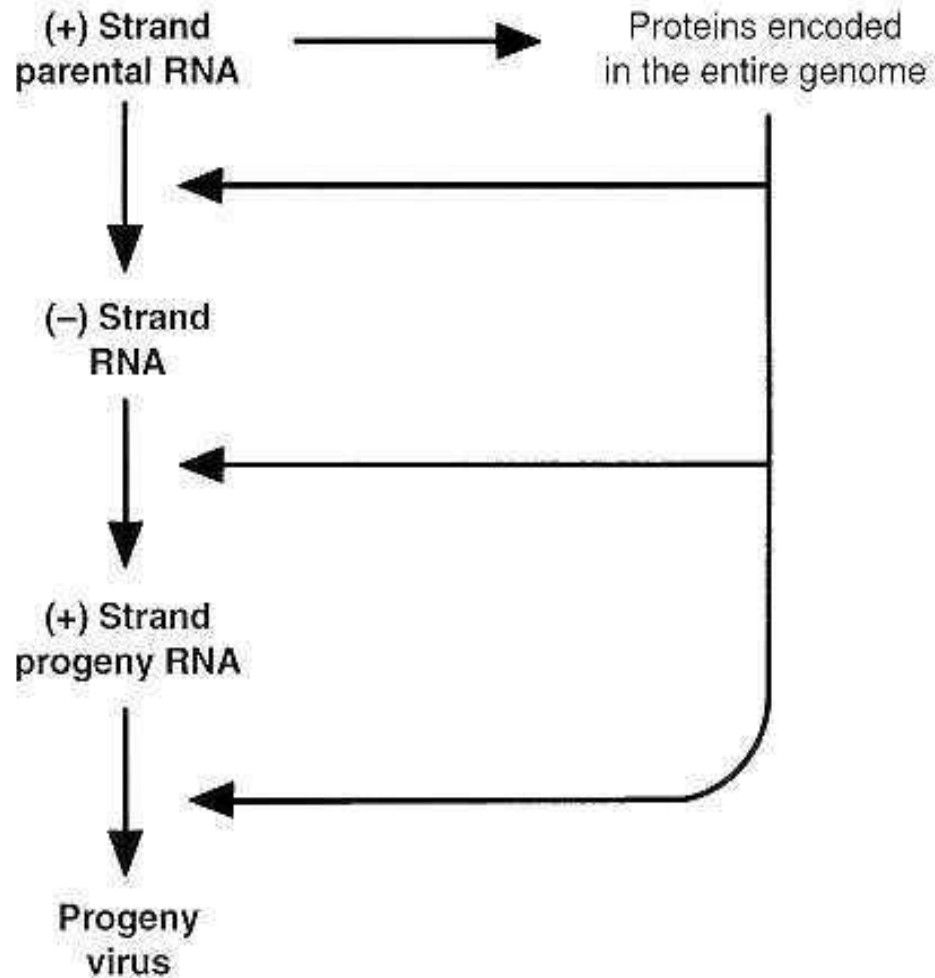 (+) Strand
parental RNA
Proteins encoded
in the entire genome
(–) Strand
RNA
(+) Strand
progeny RNA
Progeny
virus